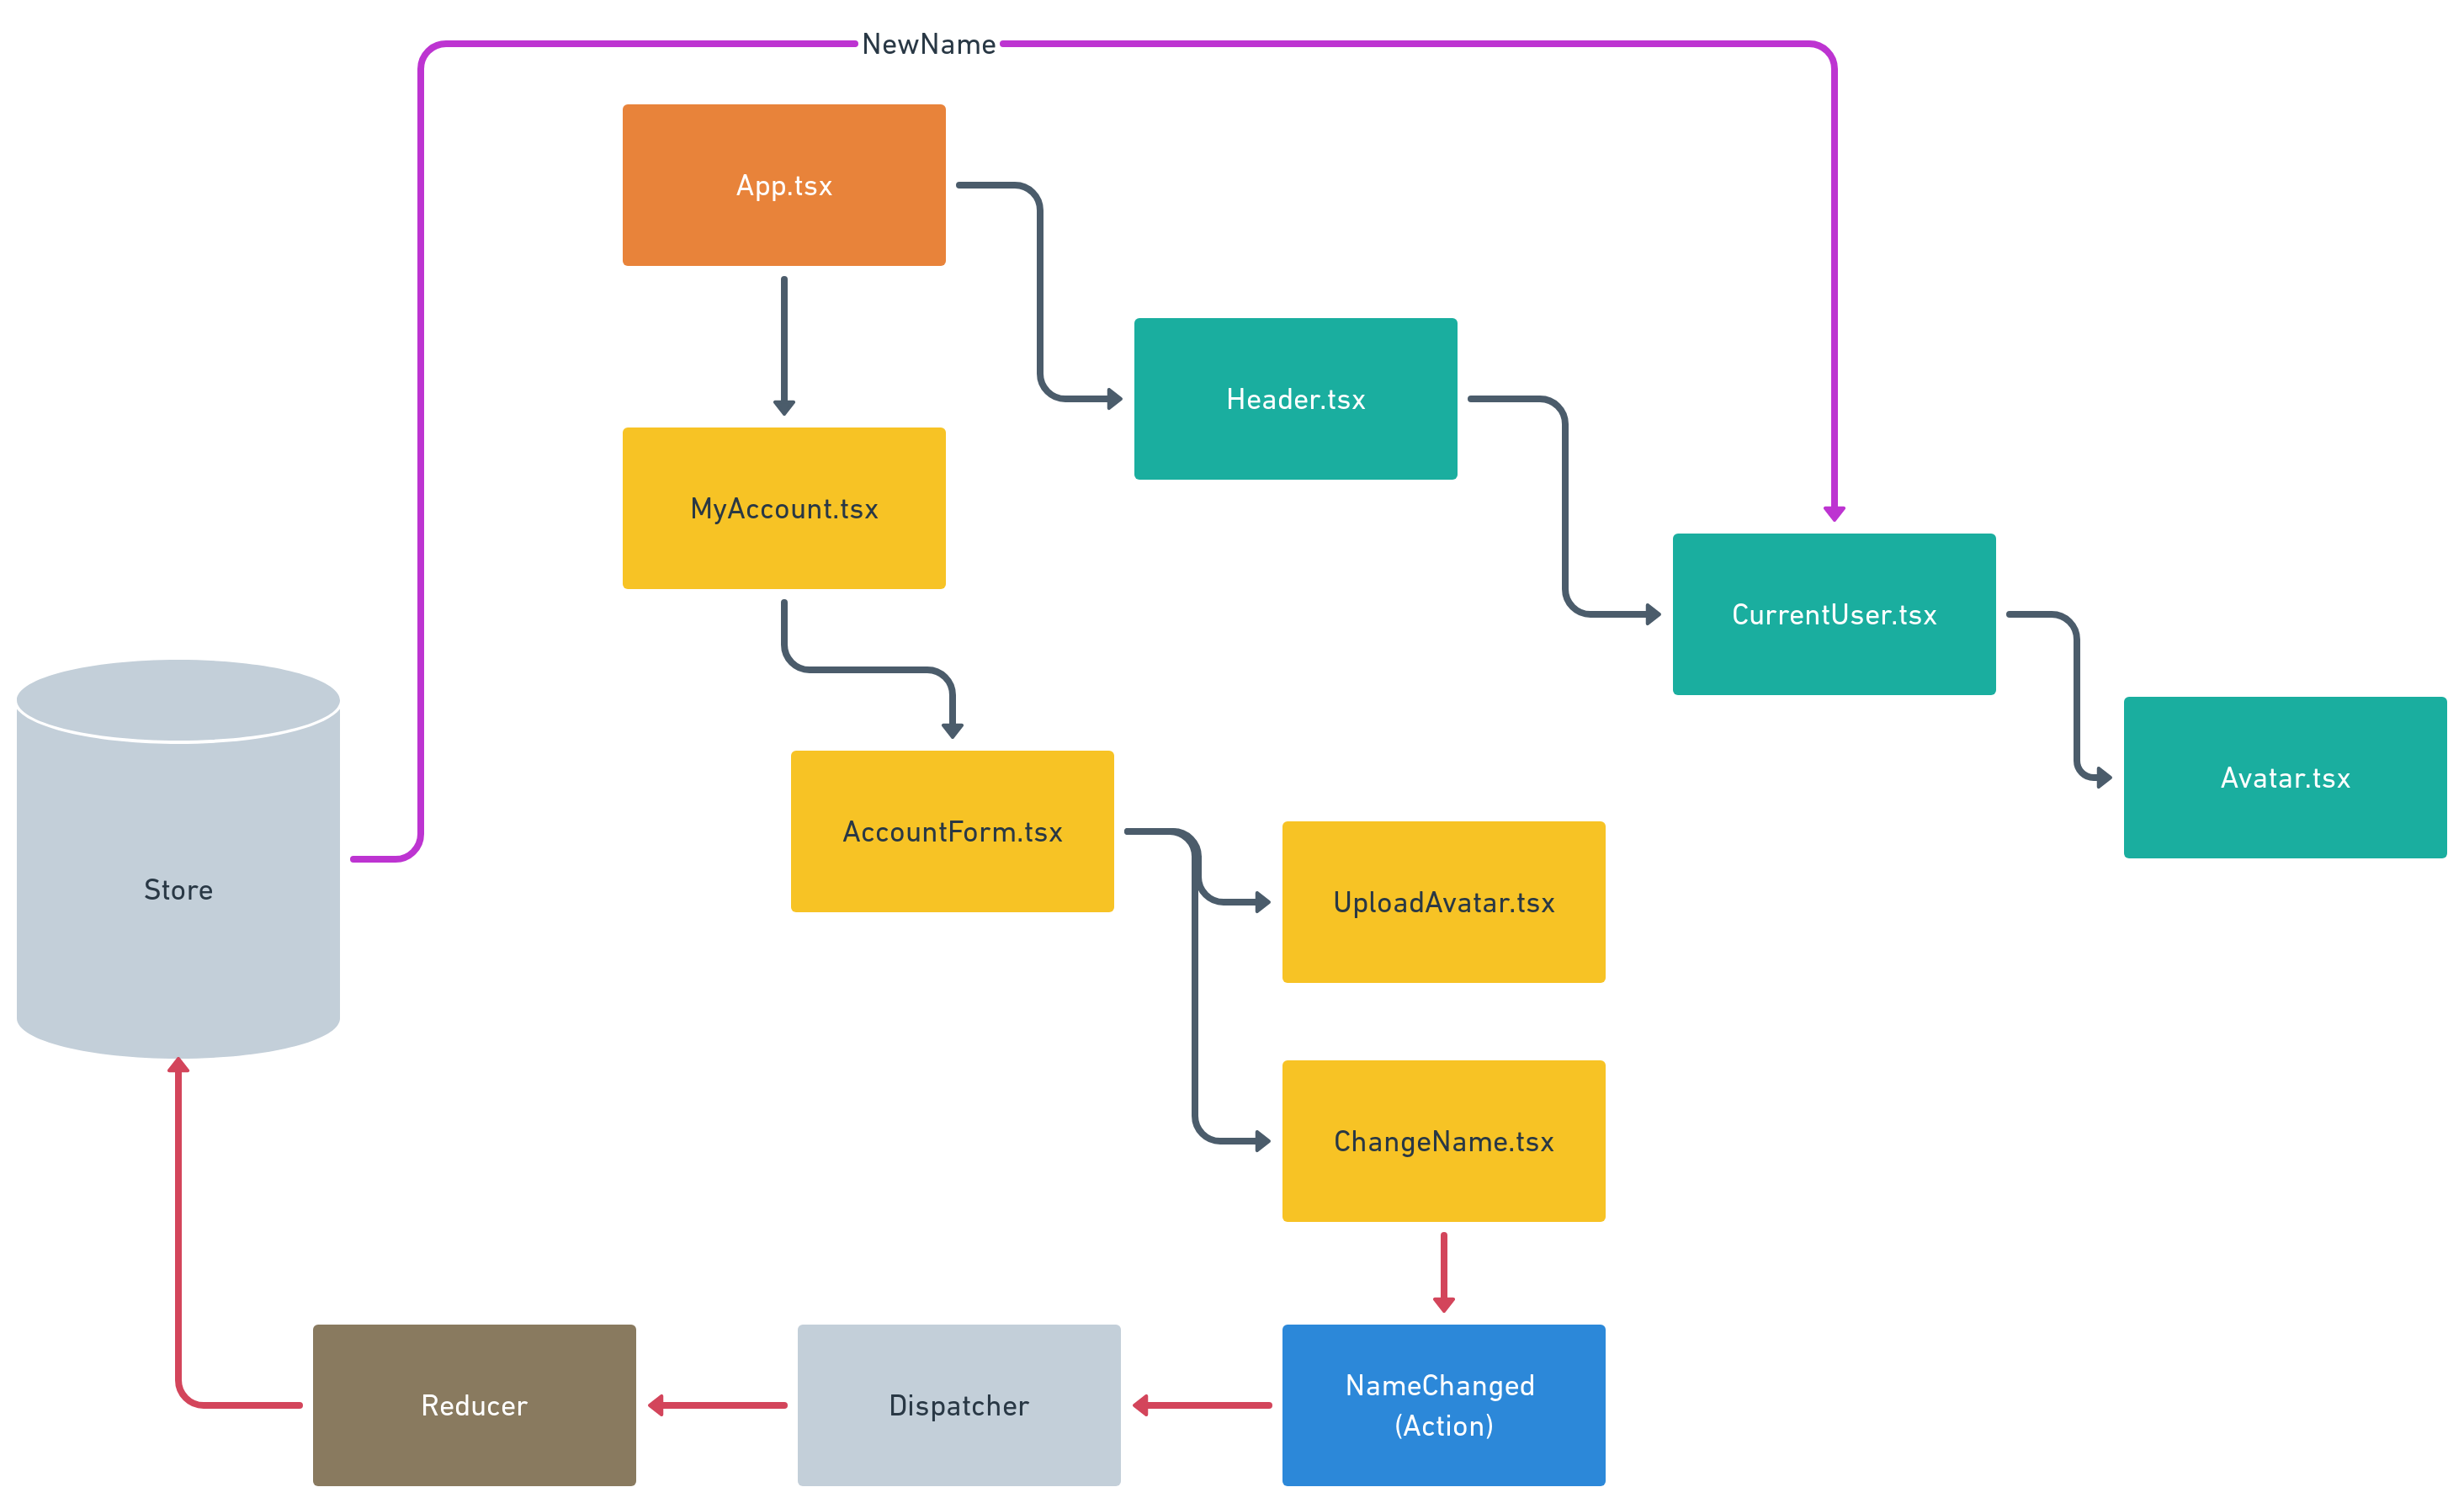 NewName
App.tsx
Header.tsx
MyAccount.tsx
CurrentUser.tsx
Avatar.tsx
AccountForm.tsx
Store
UploadAvatar.tsx
ChangeName.tsx
Reducer
Dispatcher
NameChanged
(Action)